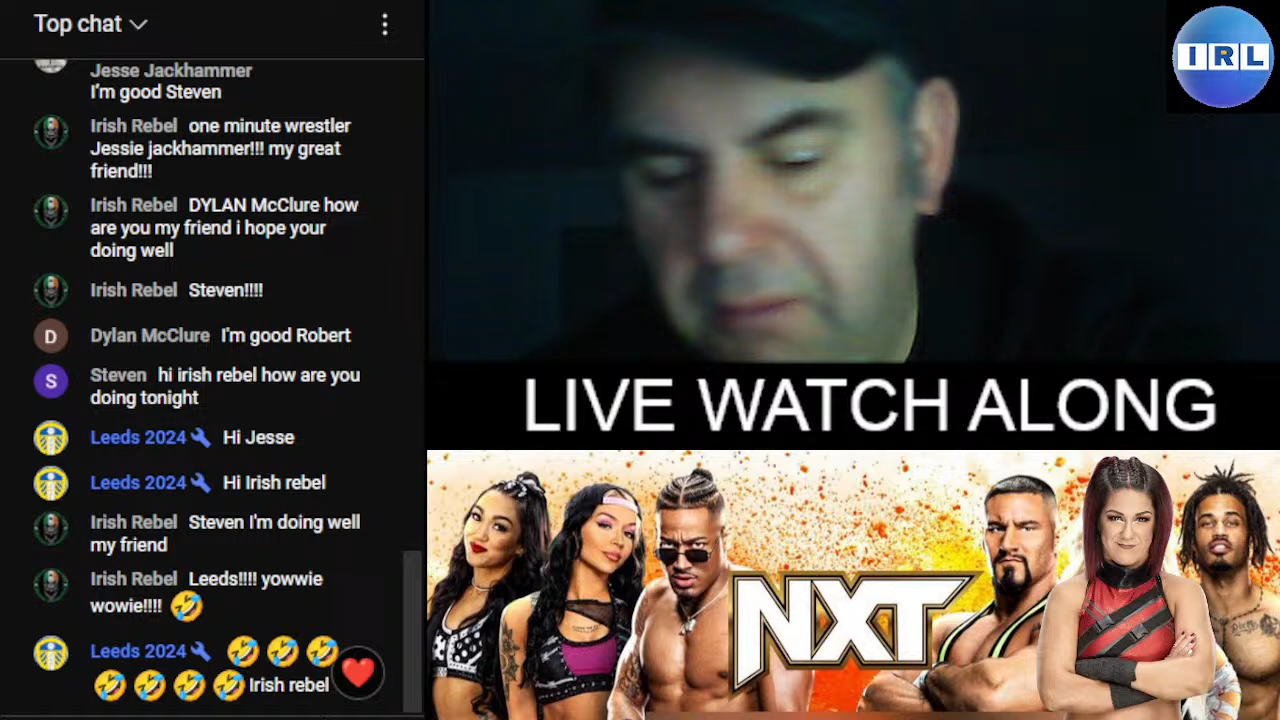 Top chat
Jesse Jackhammer
I'm good Steven
Irish Rebel one minute wrestler
Jessie jackhammer!!! my great
friend!!!
Irish Rebel DYLAN McClure how
are you my friend i hope your
doing well
Irish Rebel Steven!!!!
D
Dylan McClure I'm good Robert
S
Steven hi irish rebel how are you
doing tonight
Leeds 2024 Hi Jesse
Leeds 2024 Hi Irish rebel
Irish Rebel Steven I'm doing well
my friend
Irish Rebel Leeds!!!! yowwie
wowie!!!! 🤣
Leeds 2024 🤣🤣🤣
🤣🤣🤣🤣Irish rebel
❤️
IRL
LIVE WATCH ALONG
NXT